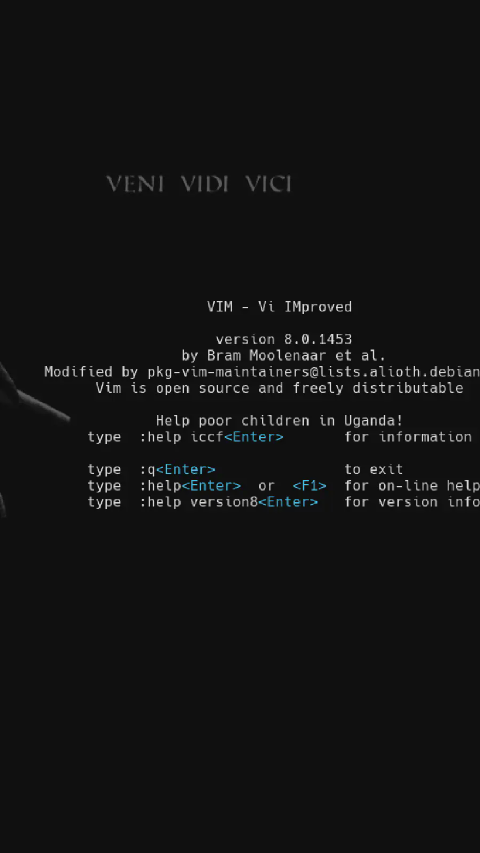 VENI VIDI VICI
VIM - Vi IMproved
version 8.0.1453
by Bram Moolenaar et al.
Modified by pkg-vim-maintainers@lists.alioth.debian
Vim is open source and freely distributable
Help poor children in Uganda!
type :help iccf<Enter> for information
type :q<Enter> to exit
type :help<Enter> or <F1> for on-line help
type :help version8<Enter> for version info